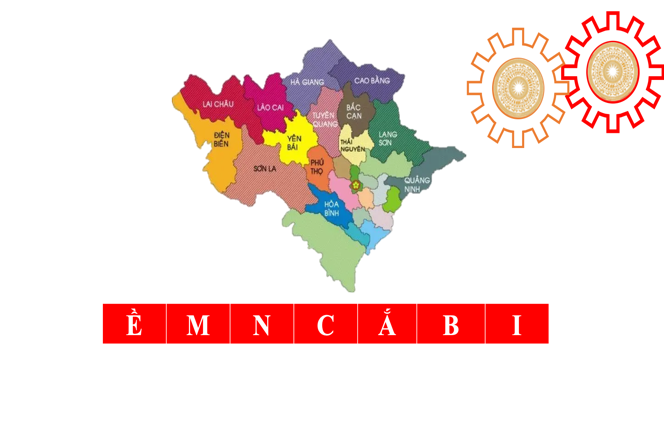 HÀ GIANG
CAO BẰNG
LAI CHÂU
LÀO CAI
TUYÊN
QUANG
BẮC
CẠN
ĐIỆN
BIÊN
YÊN
BÁI
THÁI
NGUYÊN
LẠNG
SƠN
SƠN LA
PHÚ
THỌ
QUẢNG
NINH
HÒA
BÌNH
Ề M N C Ắ B I